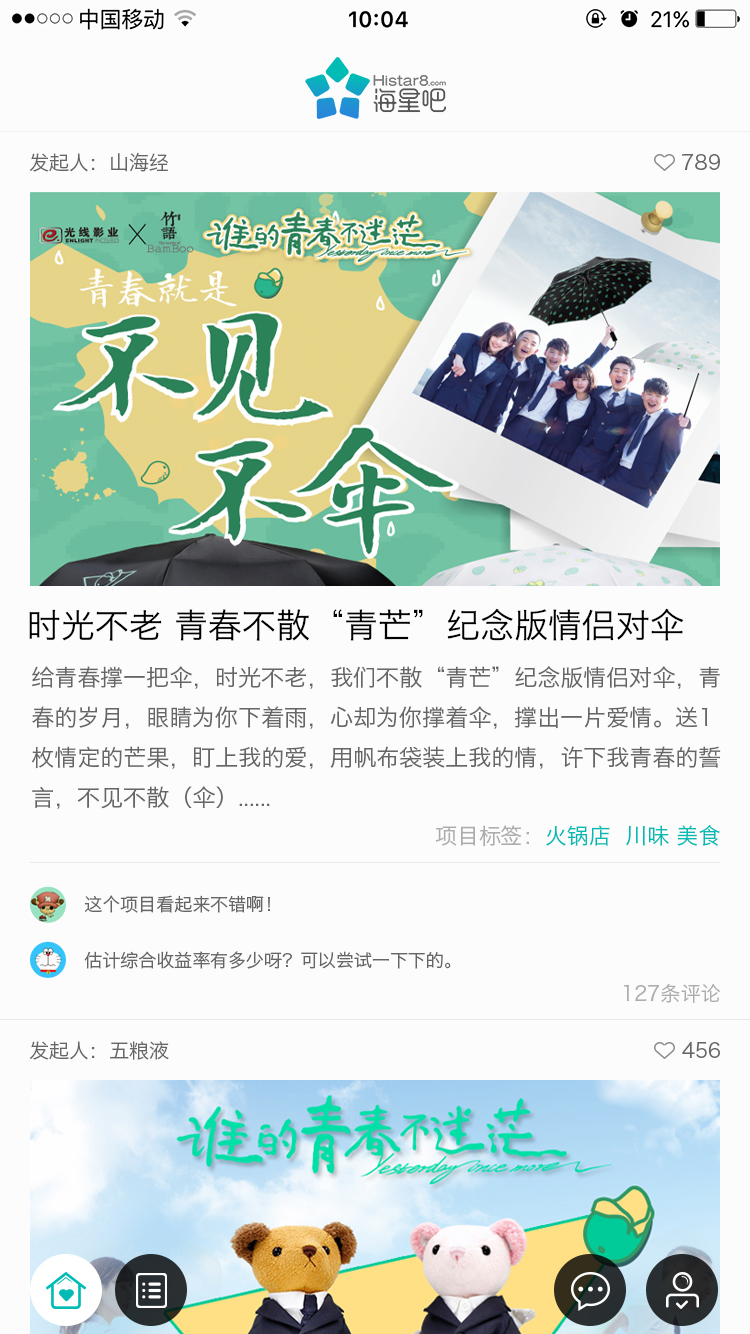 中国移动 10:04 21%
Histar8.com
海星吧
发起人：山海经 789
光线影业 ENLIGHT PICTURES × 竹語 BamBoo
谁的青春不迷茫
Yesterday once more
青春就是
不见
不伞
时光不老 青春不散“青芒”纪念版情侣对伞
给青春撑一把伞，时光不老，我们不散“青芒”纪念版情侣对伞，青
春的岁月，眼睛为你下着雨，心却为你撑着伞，撑出一片爱情。送1
枚情定的芒果，盯上我的爱，用帆布袋装上我的情，许下我青春的誓
言，不见不散（伞）......
项目标签：火锅店 川味 美食
这个项目看起来不错啊！
估计综合收益率有多少呀？可以尝试一下下的。
127条评论
发起人：五粮液 456
谁的青春不迷茫
Yesterday once more